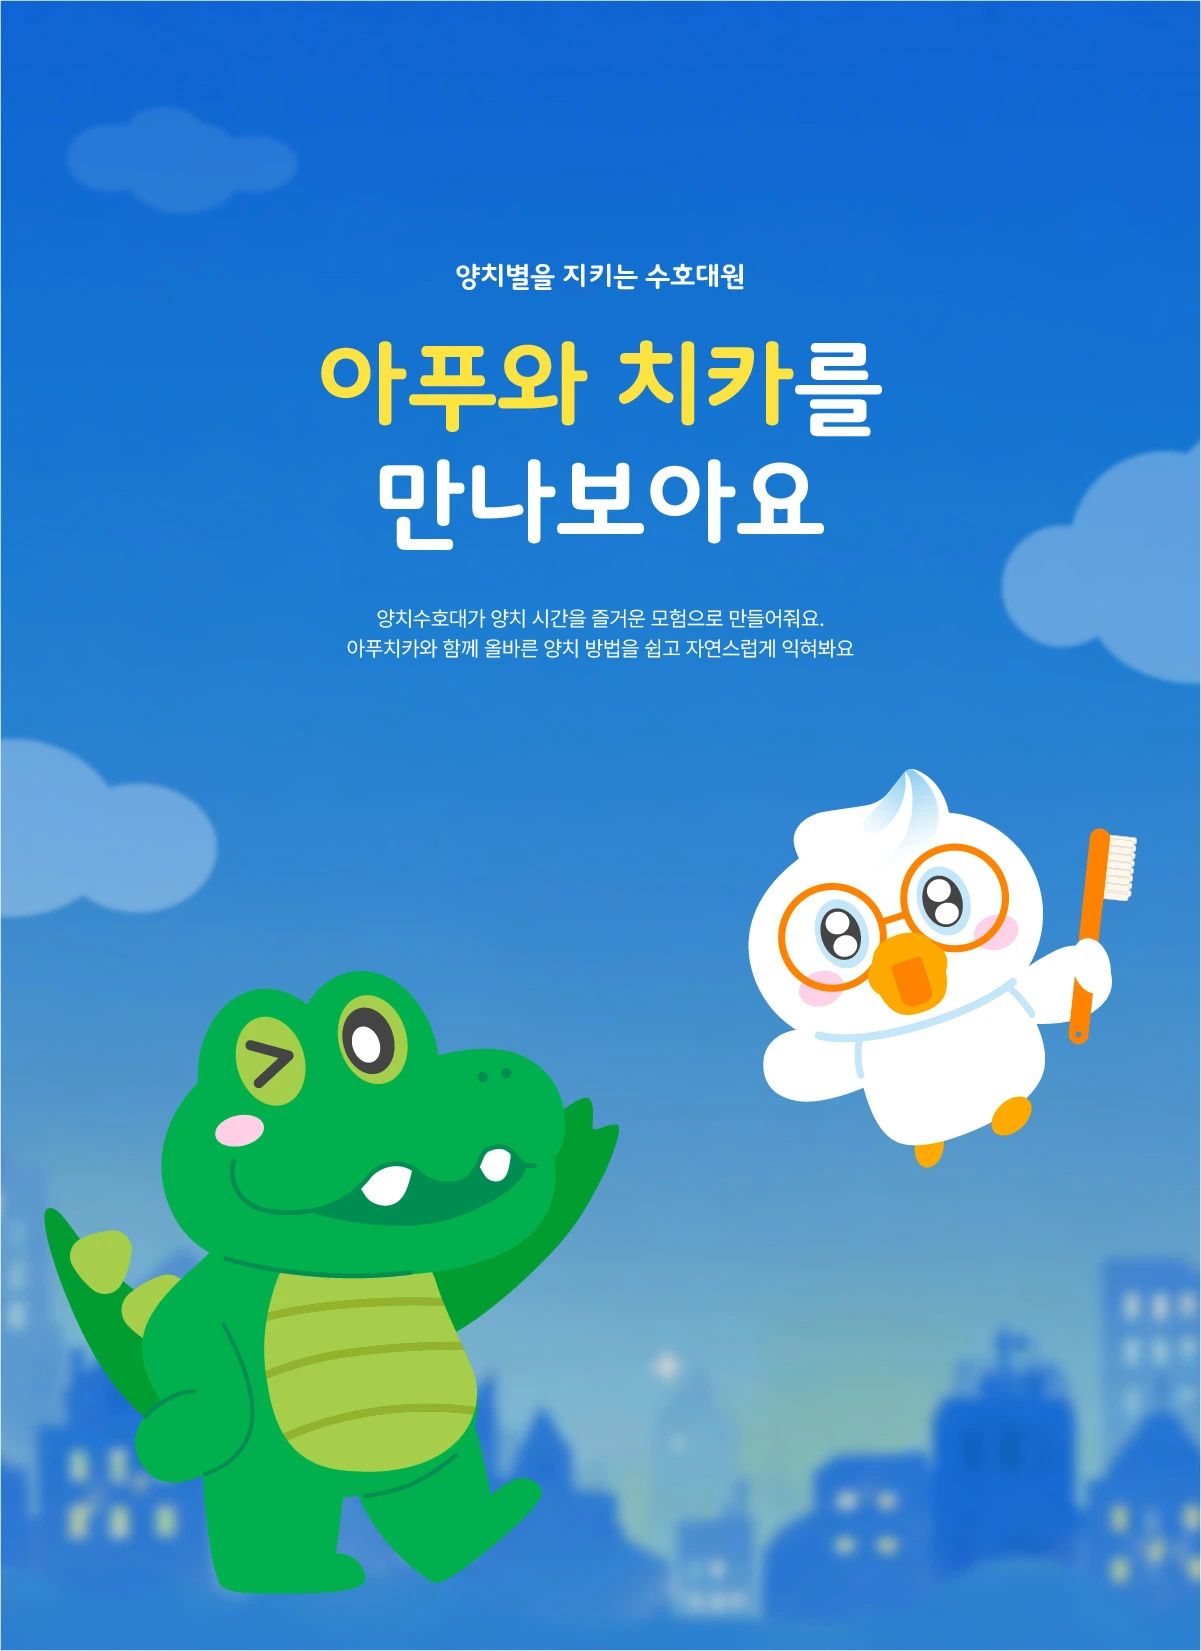 양치별을 지키는 수호대원
아푸와 치카를
만나보아요
양치수호대가 양치 시간을 즐거운 모험으로 만들어줘요.
아푸치카와 함께 올바른 양치 방법을 쉽고 자연스럽게 익혀봐요